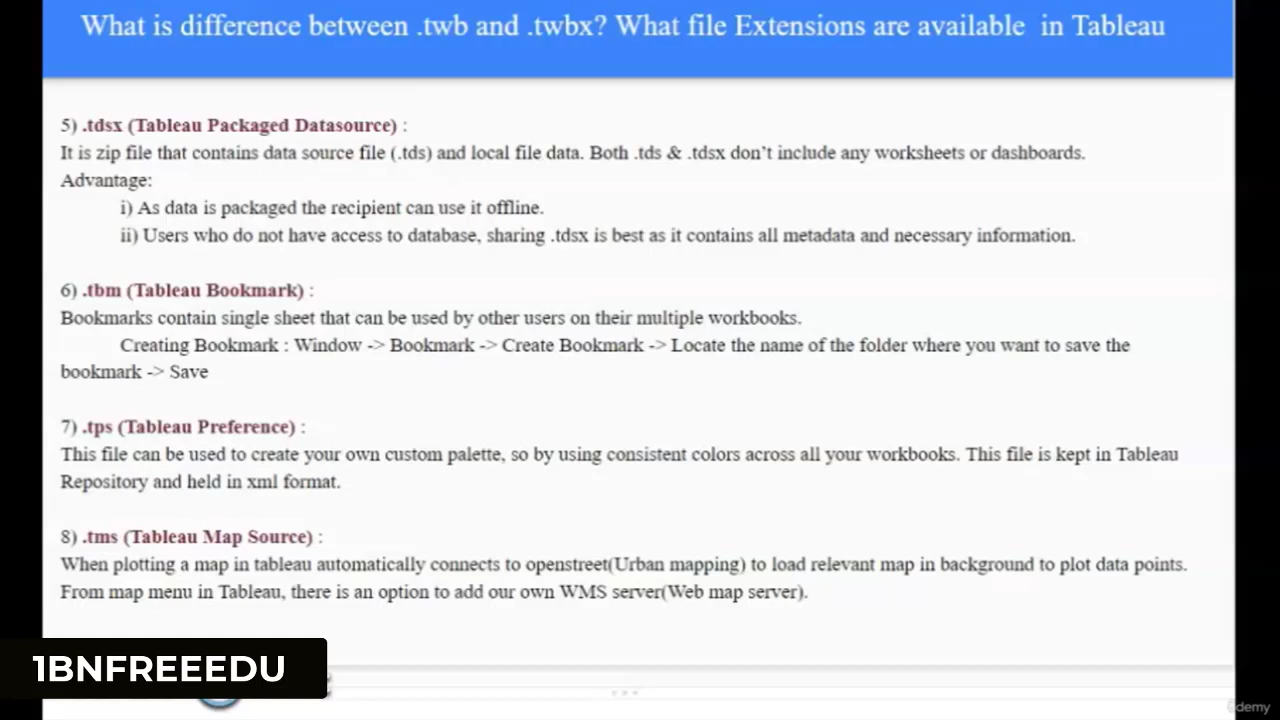 What is difference between .twb and .twbx? What file Extensions are available in Tableau
5) .tdsx (Tableau Packaged Datasource) :
It is zip file that contains data source file (.tds) and local file data. Both .tds & .tdsx don't include any worksheets or dashboards.
Advantage:
i) As data is packaged the recipient can use it offline.
ii) Users who do not have access to database, sharing .tdsx is best as it contains all metadata and necessary information.
6) .tbm (Tableau Bookmark) :
Bookmarks contain single sheet that can be used by other users on their multiple workbooks.
Creating Bookmark : Window -> Bookmark -> Create Bookmark -> Locate the name of the folder where you want to save the
bookmark -> Save
7) .tps (Tableau Preference) :
This file can be used to create your own custom palette, so by using consistent colors across all your workbooks. This file is kept in Tableau
Repository and held in xml format.
8) .tms (Tableau Map Source) :
When plotting a map in tableau automatically connects to openstreet(Urban mapping) to load relevant map in background to plot data points.
From map menu in Tableau, there is an option to add our own WMS server(Web map server).
1BNFREEEDU
ûdemy